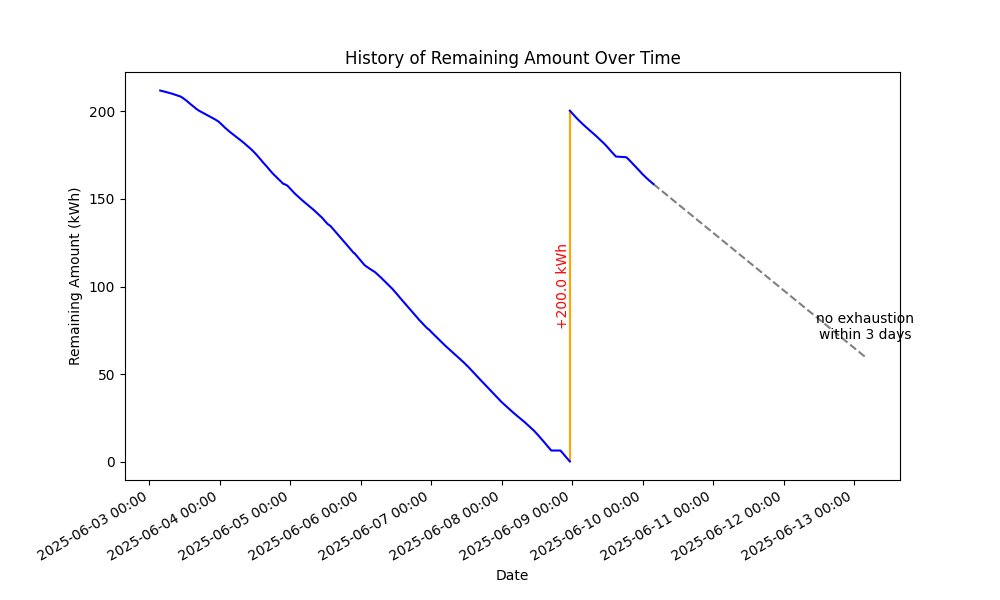 History of Remaining Amount Over Time
Remaining Amount (kWh)
200
150
100
50
0
+200.0 kWh
no exhaustion
within 3 days
2025-06-03 00:00
2025-06-04 00:00
2025-06-05 00:00
2025-06-06 00:00
2025-06-07 00:00
2025-06-08 00:00
2025-06-09 00:00
2025-06-10 00:00
2025-06-11 00:00
2025-06-12 00:00
2025-06-13 00:00
Date